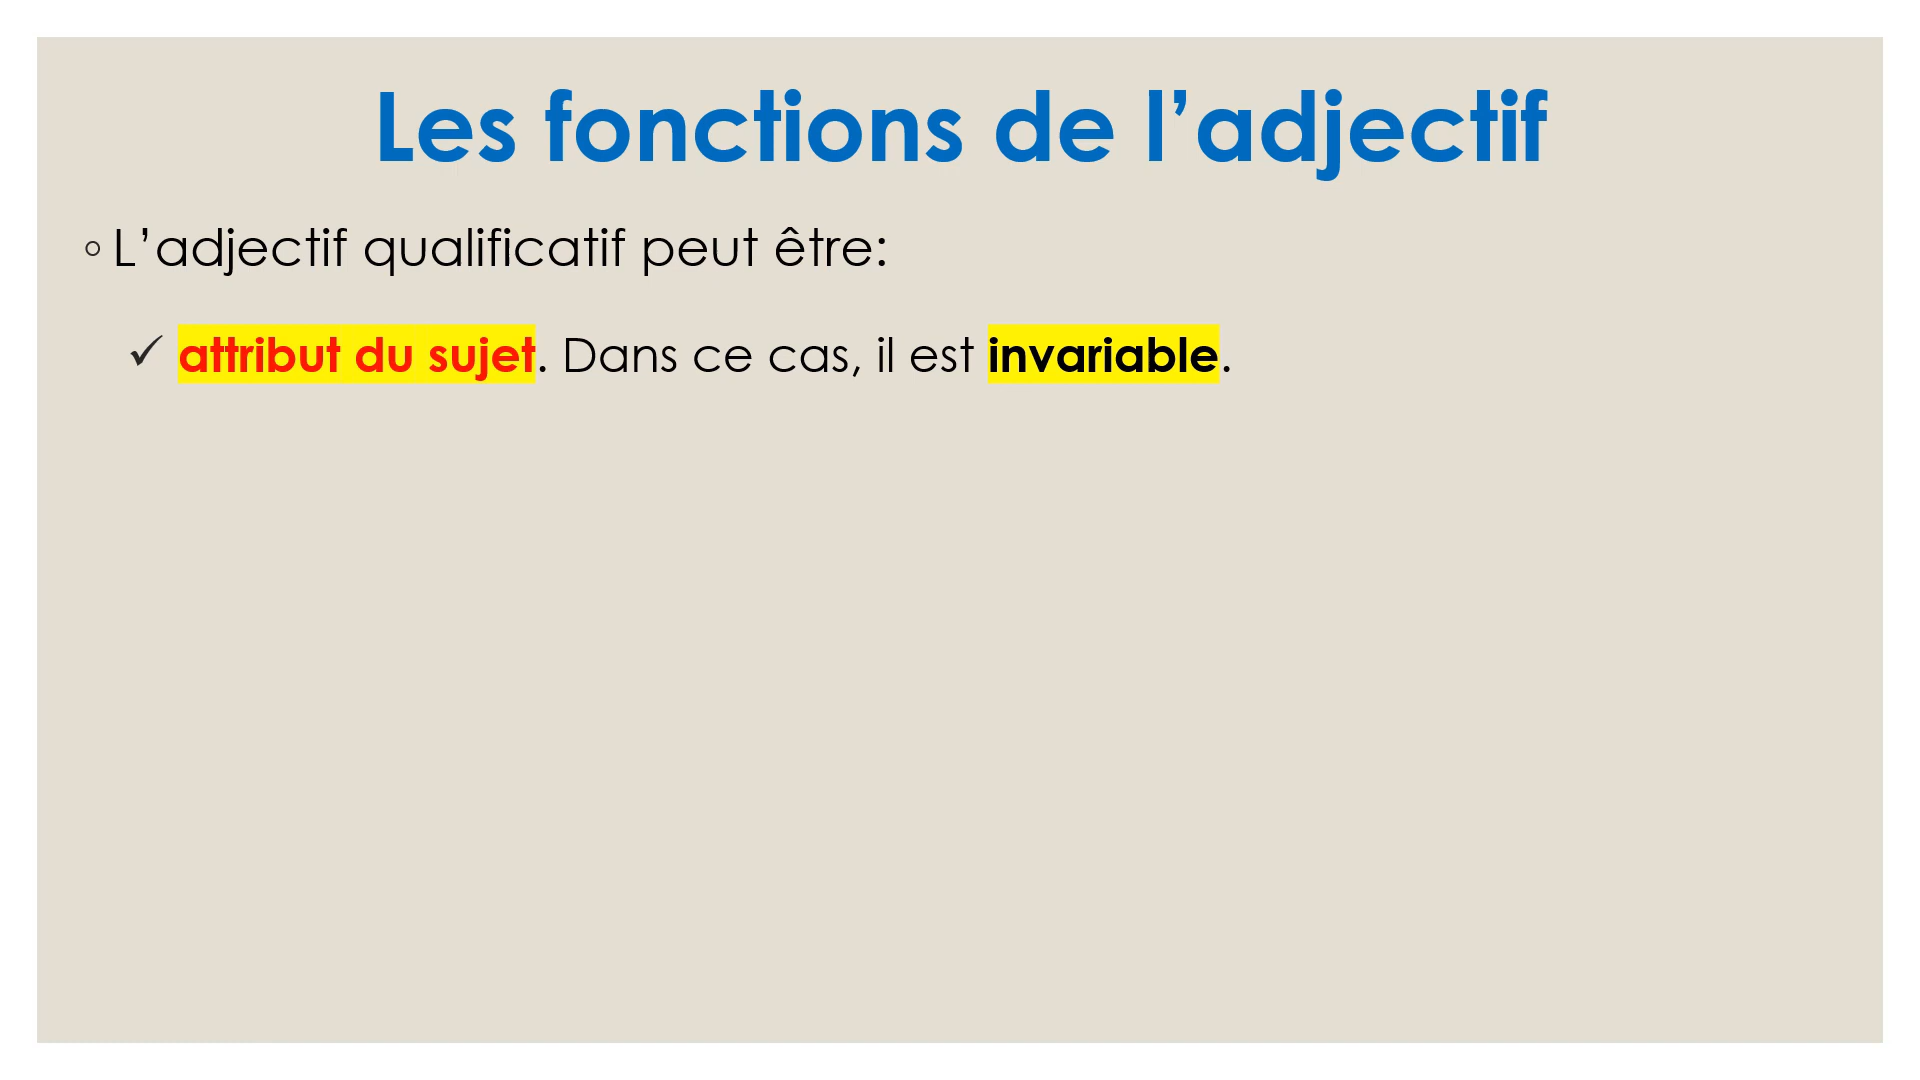 Les fonctions de l’adjectif
◦ L’adjectif qualificatif peut être:
✓ attribut du sujet. Dans ce cas, il est invariable.